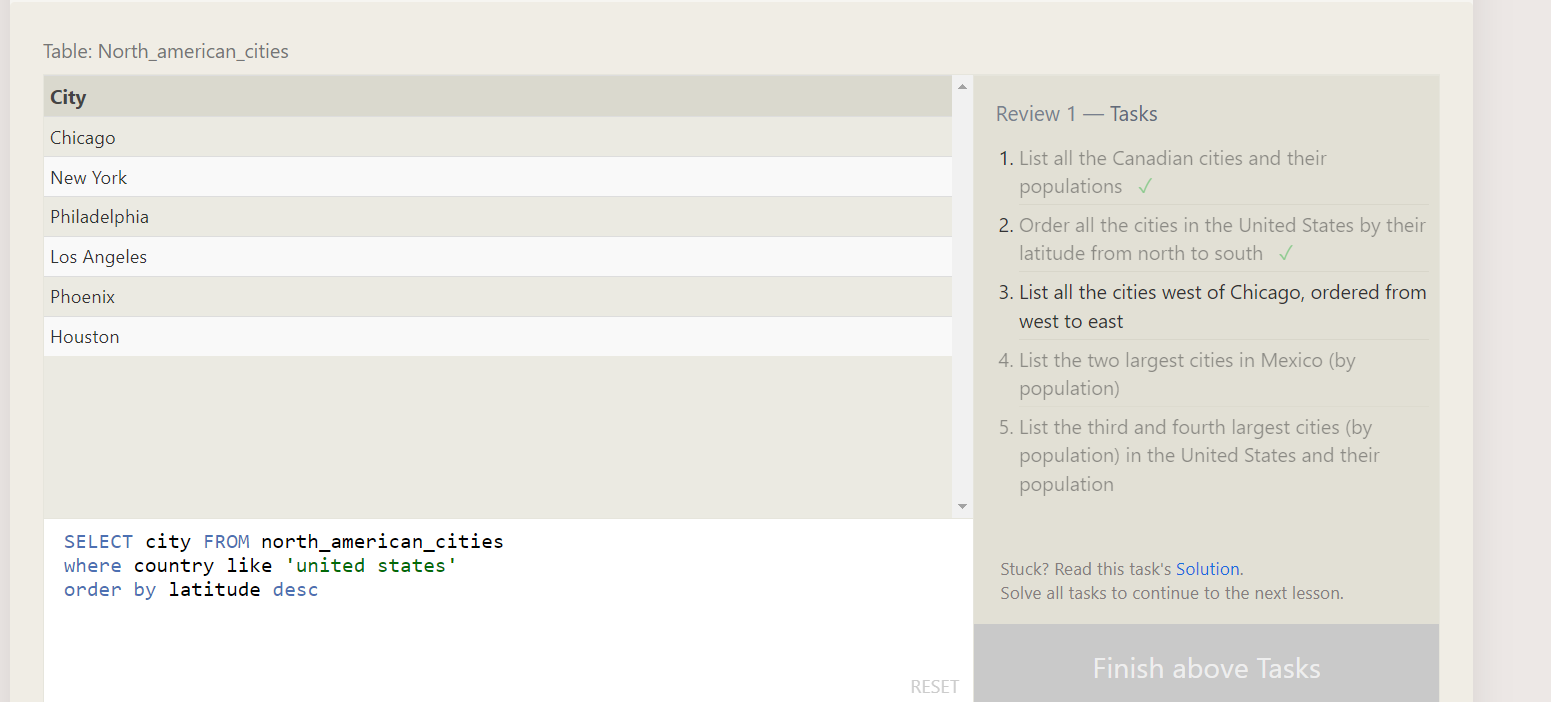 Table: North_american_cities
City
Chicago
New York
Philadelphia
Los Angeles
Phoenix
Houston
SELECT city FROM north_american_cities
where country like 'united states'
order by latitude desc
RESET
Review 1 — Tasks
1. List all the Canadian cities and their
populations ✓
2. Order all the cities in the United States by their
latitude from north to south ✓
3. List all the cities west of Chicago, ordered from
west to east
4. List the two largest cities in Mexico (by
population)
5. List the third and fourth largest cities (by
population) in the United States and their
population
Stuck? Read this task's Solution.
Solve all tasks to continue to the next lesson.
Finish above Tasks